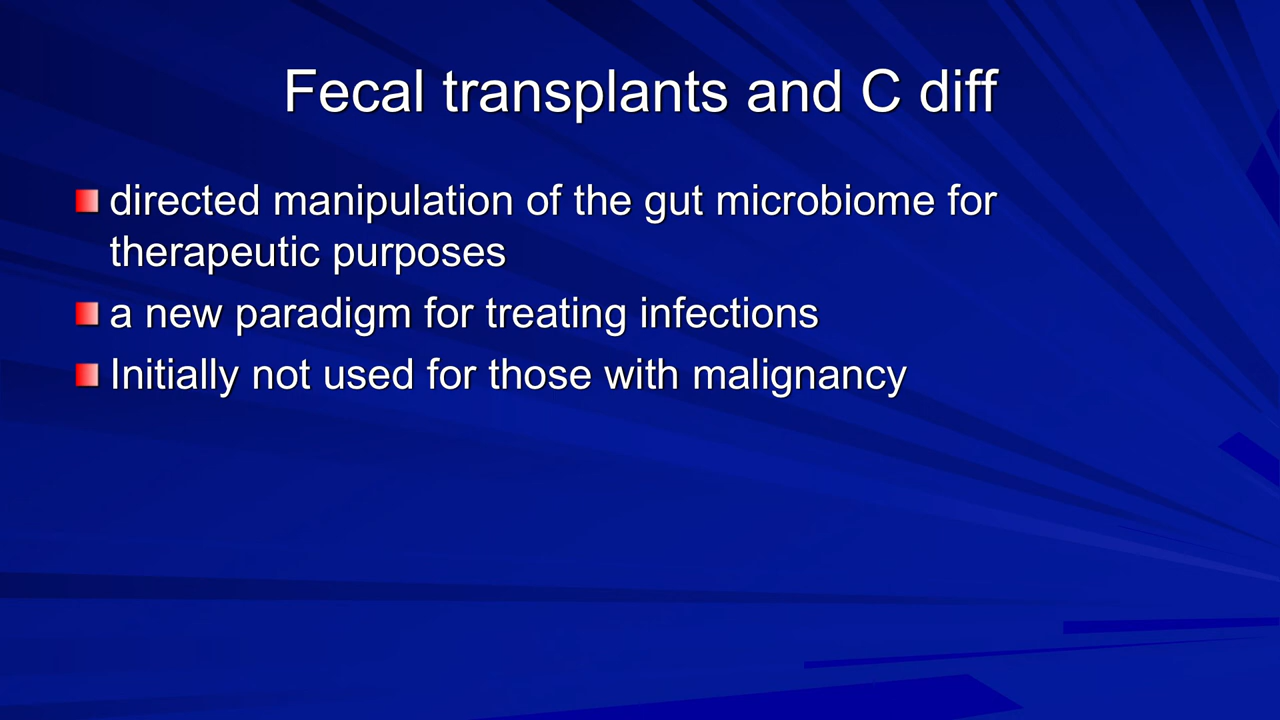 Fecal transplants and C diff
directed manipulation of the gut microbiome for
therapeutic purposes
a new paradigm for treating infections
Initially not used for those with malignancy